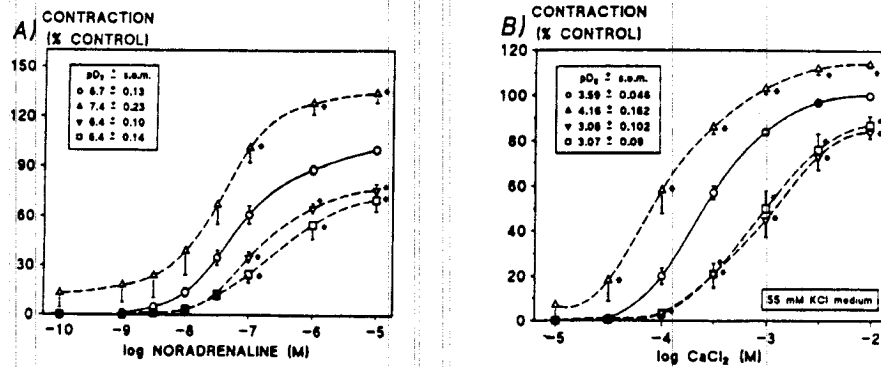 A)
CONTRACTION
(% CONTROL)
150
120
90
60
30
0
pD₂ ± s.e.m.
○ 6.7 ± 0.13
△ 7.4 ± 0.23
▽ 6.4 ± 0.10
□ 6.4 ± 0.14
-10 -9 -8 -7 -6 -5
log NORADRENALINE (M)
B)
CONTRACTION
(% CONTROL)
120
100
80
60
40
20
0
pD₂ ± s.e.m.
○ 3.59 ± 0.046
△ 4.16 ± 0.162
▽ 3.06 ± 0.102
□ 3.07 ± 0.09
55 mM KCl medium
-5 -4 -3 -2
log CaCl₂ (M)